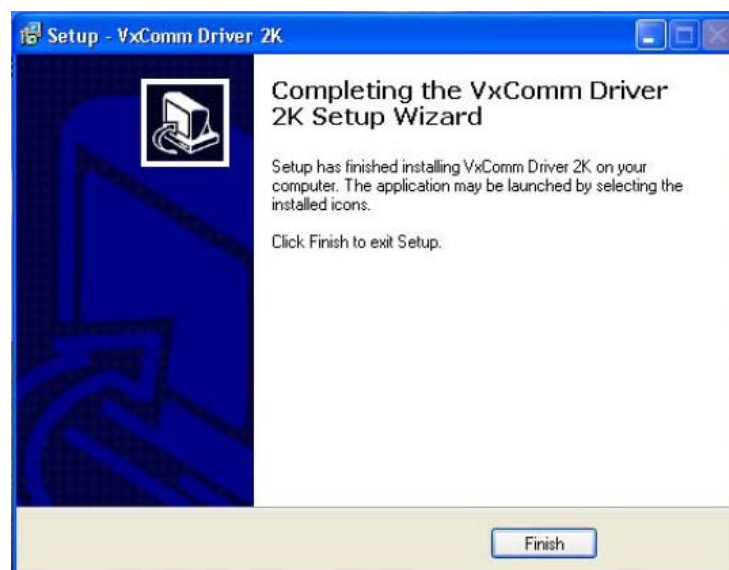 Setup - VxComm Driver 2K
Completing the VxComm Driver
2K Setup Wizard
Setup has finished installing VxComm Driver 2K on your
computer. The application may be launched by selecting the
installed icons.
Click Finish to exit Setup.
Finish